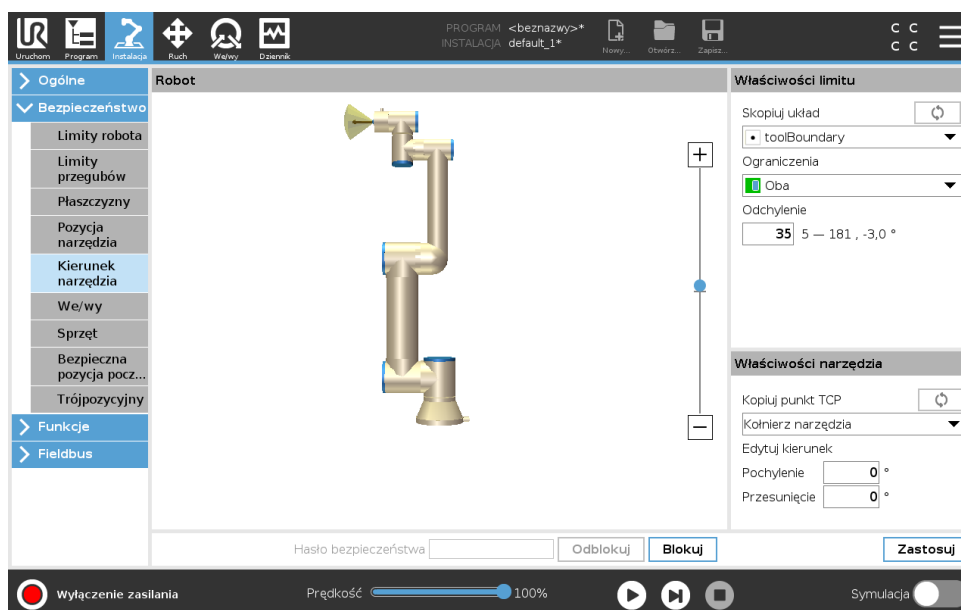 PROGRAM <beznazwy>*
INSTALACJA default_1*
Uruchom Program Instalacja Ruch We/wy Dziennik Nowy... Otwórz... Zapisz...
C C
C C
Ogólne
Bezpieczeństwo
Limity robota
Limity
przegubów
Płaszczyzny
Pozycja
narzędzia
Kierunek
narzędzia
We/wy
Sprzęt
Bezpieczna
pozycja pocz...
Trójpozycyjny
Funkcje
Fieldbus
Robot
+
−
Właściwości limitu
Skopiuj układ
toolBoundary
Ograniczenia
Oba
Odchylenie
35 5 — 181 , -3,0 °
Właściwości narzędzia
Kopiuj punkt TCP
Kołnierz narzędzia
Edytuj kierunek
Pochylenie 0 °
Przesunięcie 0 °
Hasło bezpieczeństwa Odblokuj Blokuj Zastosuj
Wyłączenie zasilania Prędkość 100% Symulacja